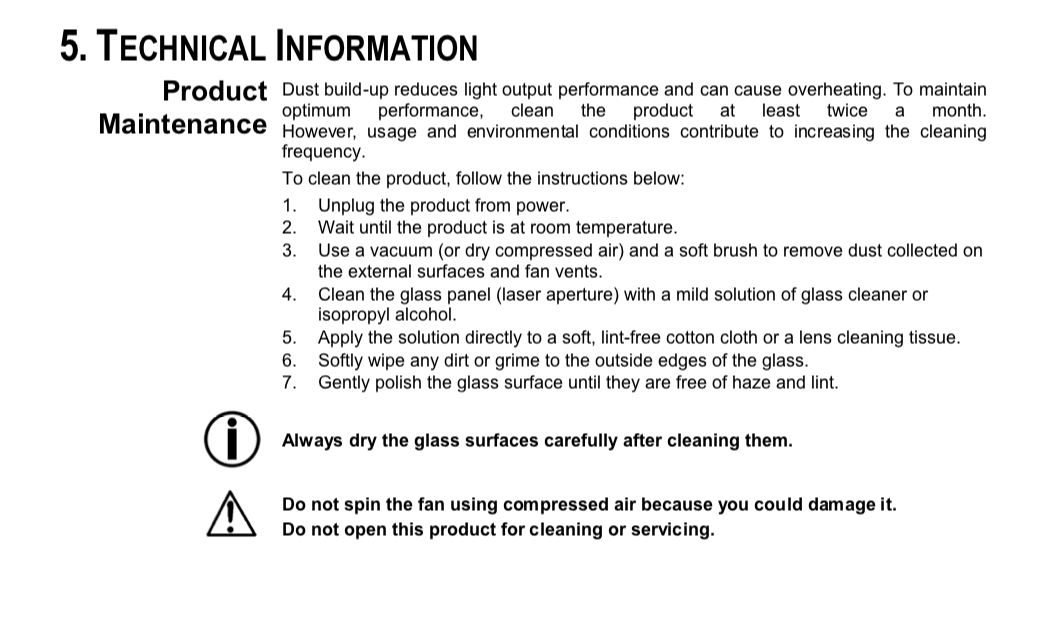 5. TECHNICAL INFORMATION
Product
Maintenance
Dust build-up reduces light output performance and can cause overheating. To maintain
optimum performance, clean the product at least twice a month.
However, usage and environmental conditions contribute to increasing the cleaning
frequency.
To clean the product, follow the instructions below:
1. Unplug the product from power.
2. Wait until the product is at room temperature.
3. Use a vacuum (or dry compressed air) and a soft brush to remove dust collected on
the external surfaces and fan vents.
4. Clean the glass panel (laser aperture) with a mild solution of glass cleaner or
isopropyl alcohol.
5. Apply the solution directly to a soft, lint-free cotton cloth or a lens cleaning tissue.
6. Softly wipe any dirt or grime to the outside edges of the glass.
7. Gently polish the glass surface until they are free of haze and lint.
Always dry the glass surfaces carefully after cleaning them.
Do not spin the fan using compressed air because you could damage it.
Do not open this product for cleaning or servicing.